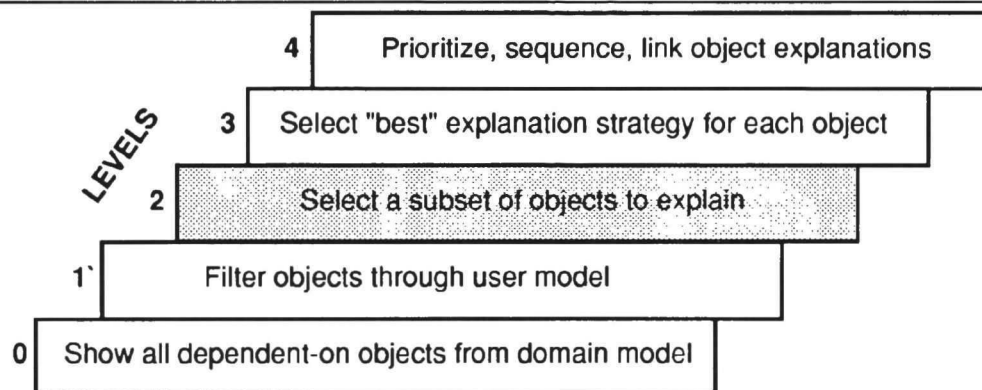 4 Prioritize, sequence, link object explanations
3 Select "best" explanation strategy for each object
LEVELS
2 Select a subset of objects to explain
1` Filter objects through user model
0 Show all dependent-on objects from domain model